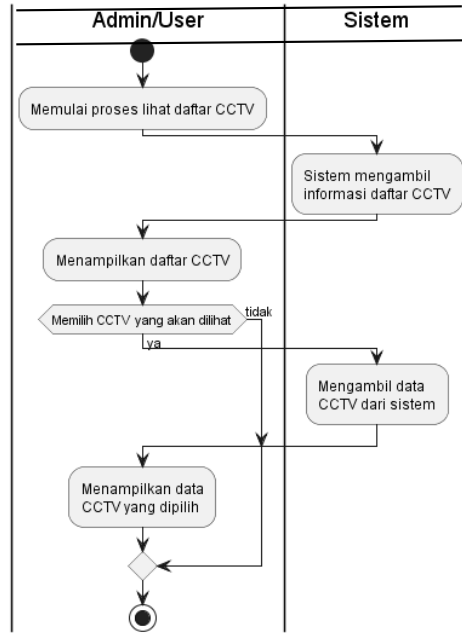 Admin/User
Sistem
Memulai proses lihat daftar CCTV
Sistem mengambil
informasi daftar CCTV
Menampilkan daftar CCTV
Memilih CCTV yang akan dilihat
tidak
ya
Mengambil data
CCTV dari sistem
Menampilkan data
CCTV yang dipilih